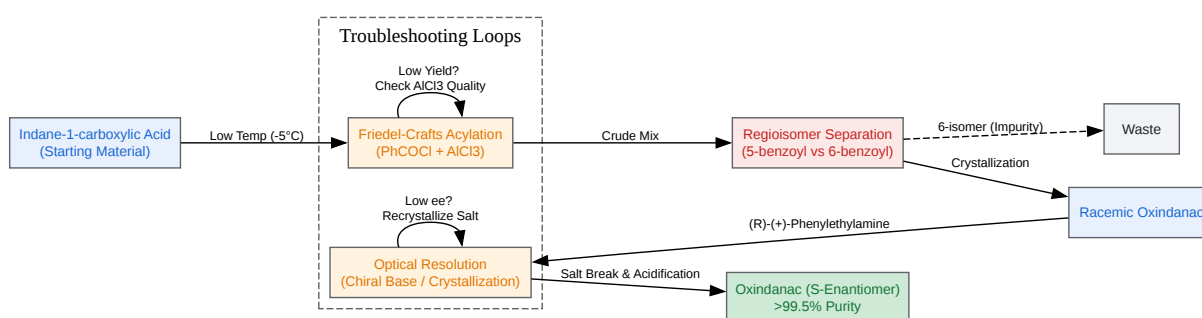 Troubleshooting Loops
Low Yield?
Check AlCl3 Quality
Indane-1-carboxylic Acid
(Starting Material)
Low Temp (-5°C)
Friedel-Crafts Acylation
(PhCOCl + AlCl3)
Crude Mix
Regioisomer Separation
(5-benzoyl vs 6-benzoyl)
6-isomer (Impurity)
Waste
Crystallization
Racemic Oxindanac
(R)-(+)-Phenylethylamine
Low ee?
Recrystallize Salt
Optical Resolution
(Chiral Base / Crystallization)
Salt Break & Acidification
Oxindanac (S-Enantiomer)
>99.5% Purity